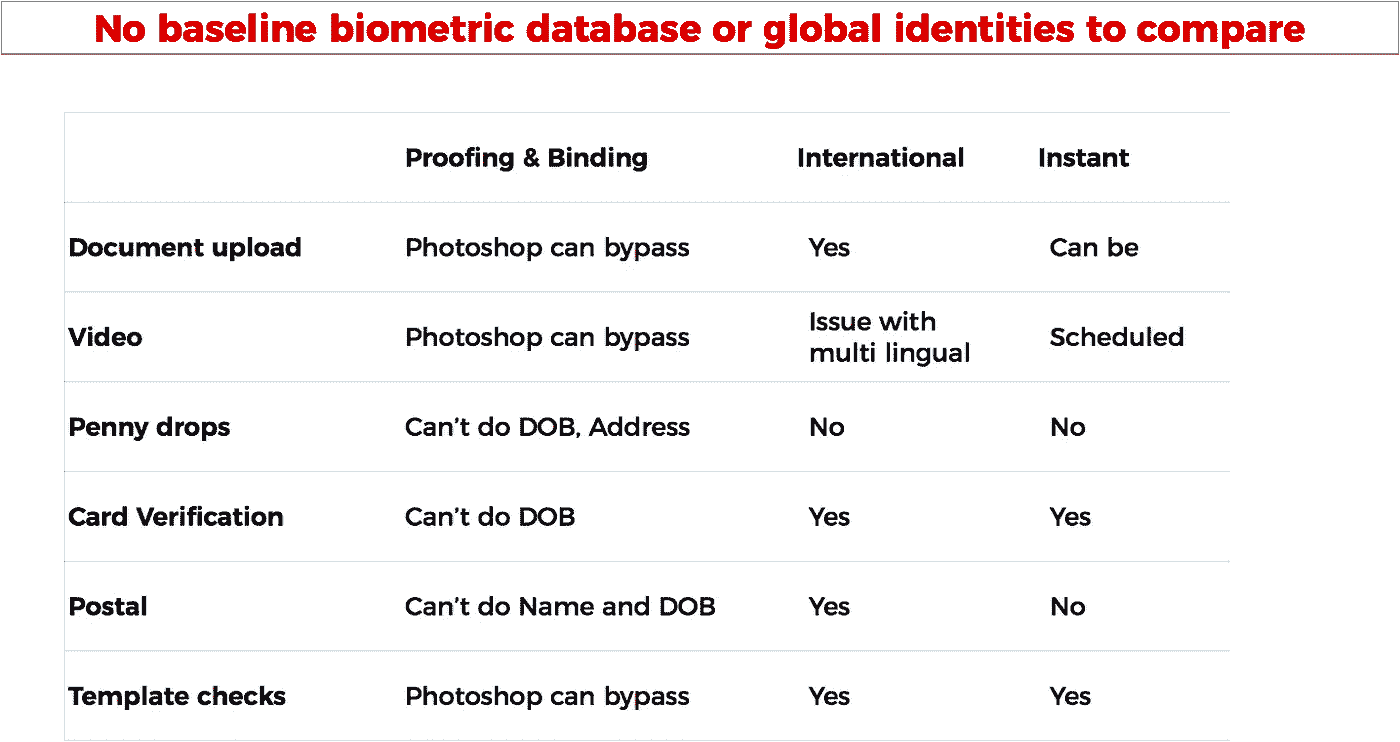 No baseline biometric database or global identities to compare
Proofing & Binding International Instant
Document upload Photoshop can bypass Yes Can be
Video Photoshop can bypass Issue with multi lingual Scheduled
Penny drops Can't do DOB, Address No No
Card Verification Can't do DOB Yes Yes
Postal Can't do Name and DOB Yes No
Template checks Photoshop can bypass Yes Yes